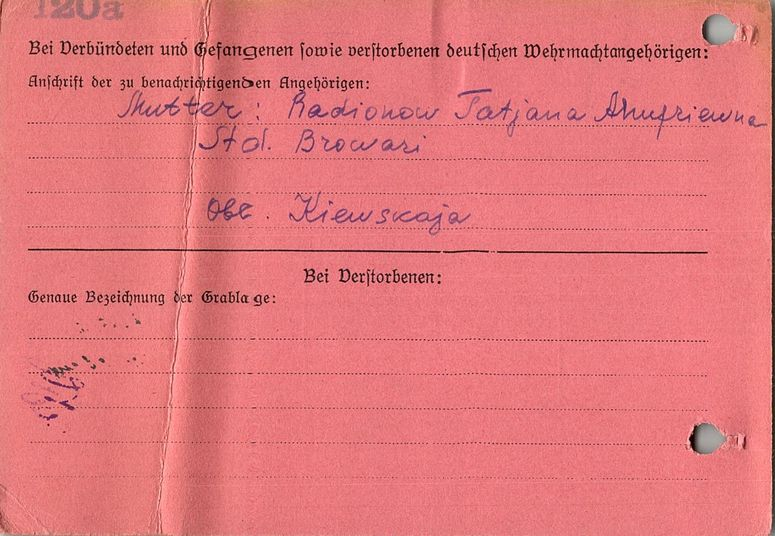 120a
Bei Verbündeten und Gefangenen sowie verstorbenen deutschen Wehrmachtangehörigen:
Anschrift der zu benachrichtigenden Angehörigen:
Mutter: Radionow Tatjana
Std. Browari
Obl. Kiewskaja
Bei Verstorbenen:
Genaue Bezeichnung der Grablage: